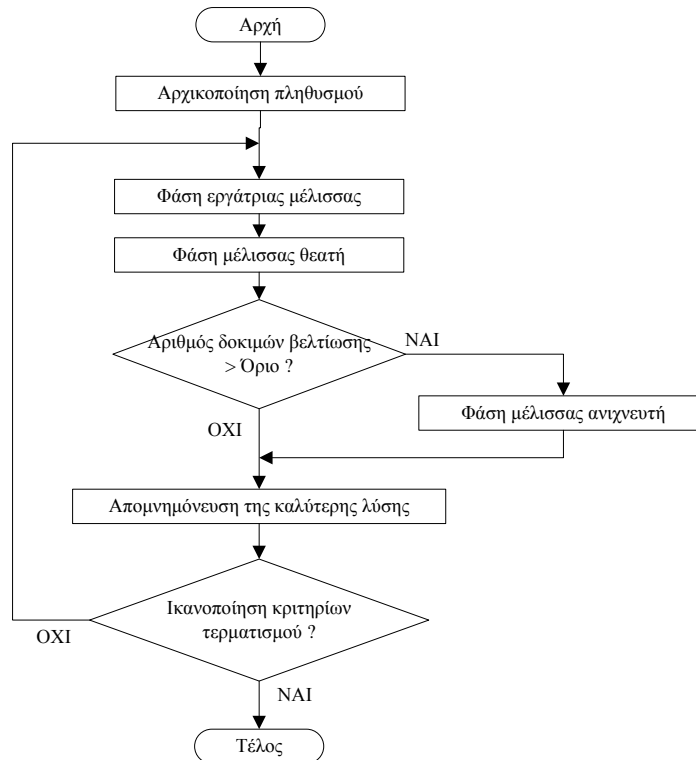 Αρχή
Αρχικοποίηση πληθυσμού
Φάση εργάτριας μέλισσας
Φάση μέλισσας θεατή
Αριθμός δοκιμών βελτίωσης
> Όριο ?
ΝΑΙ
Φάση μέλισσας ανιχνευτή
ΟΧΙ
Απομνημόνευση της καλύτερης λύσης
Ικανοποίηση κριτηρίων
τερματισμού ?
ΟΧΙ
ΝΑΙ
Τέλος